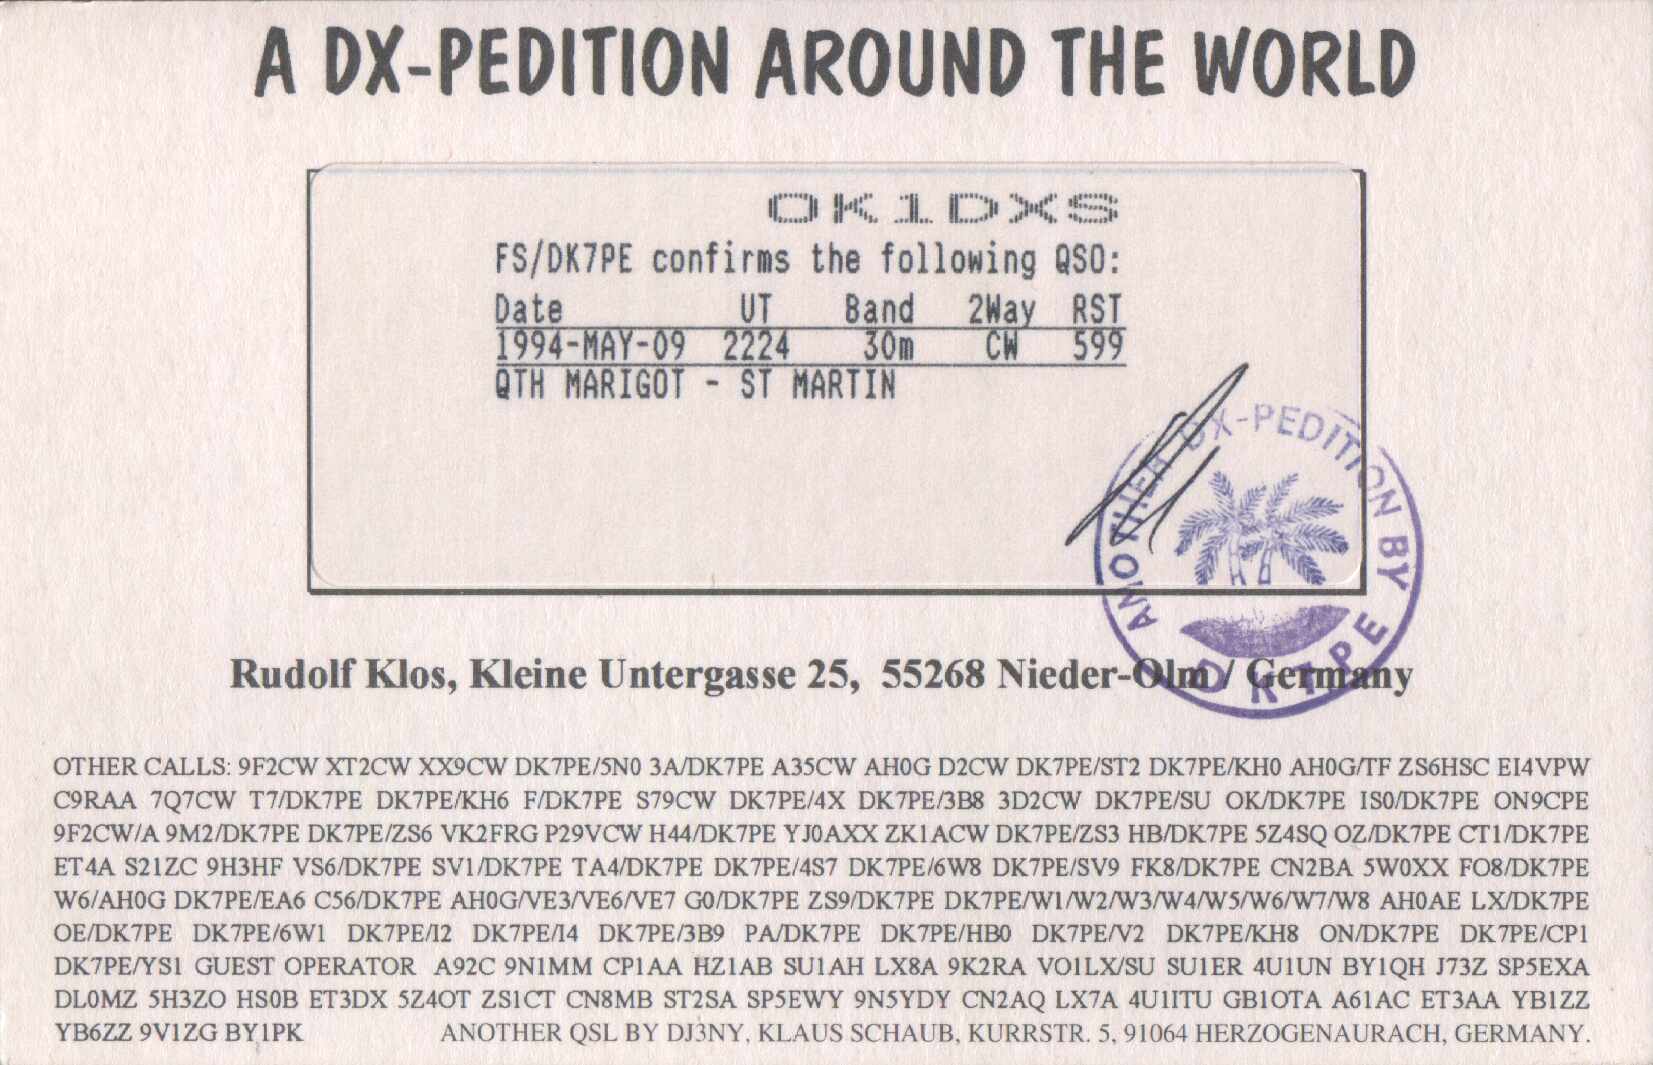 A DX-PEDITION AROUND THE WORLD
OK1DXS
FS/DK7PE confirms the following QSO:
Date UT Band 2Way RST
1994-MAY-09 2224 30m CW 599
QTH MARIGOT - ST MARTIN
ANOTHER DX-PEDITION BY
DK7PE
Rudolf Klos, Kleine Untergasse 25, 55268 Nieder-Olm / Germany
OTHER CALLS: 9F2CW XT2CW XX9CW DK7PE/5N0 3A/DK7PE A35CW AH0G D2CW DK7PE/ST2 DK7PE/KH0 AH0G/TF ZS6HSC EI4VPW
C9RAA 7Q7CW T7/DK7PE DK7PE/KH6 F/DK7PE S79CW DK7PE/4X DK7PE/3B8 3D2CW DK7PE/SU OK/DK7PE IS0/DK7PE ON9CPE
9F2CW/A 9M2/DK7PE DK7PE/ZS6 VK2FRG P29VCW H44/DK7PE YJ0AXX ZK1ACW DK7PE/ZS3 HB/DK7PE 5Z4SQ OZ/DK7PE CT1/DK7PE
ET4A S21ZC 9H3HF VS6/DK7PE SV1/DK7PE TA4/DK7PE DK7PE/4S7 DK7PE/6W8 DK7PE/SV9 FK8/DK7PE CN2BA 5W0XX FO8/DK7PE
W6/AH0G DK7PE/EA6 C56/DK7PE AH0G/VE3/VE6/VE7 G0/DK7PE ZS9/DK7PE DK7PE/W1/W2/W3/W4/W5/W6/W7/W8 AH0AE LX/DK7PE
OE/DK7PE DK7PE/6W1 DK7PE/I2 DK7PE/I4 DK7PE/3B9 PA/DK7PE DK7PE/HB0 DK7PE/V2 DK7PE/KH8 ON/DK7PE DK7PE/CP1
DK7PE/YS1 GUEST OPERATOR A92C 9N1MM CP1AA HZ1AB SU1AH LX8A 9K2RA VO1LX/SU SU1ER 4U1UN BY1QH J73Z SP5EXA
DL0MZ 5H3ZO HS0B ET3DX 5Z4OT ZS1CT CN8MB ST2SA SP5EWY 9N5YDY CN2AQ LX7A 4U1ITU GB1OTA A61AC ET3AA YB1ZZ
YB6ZZ 9V1ZG BY1PK ANOTHER QSL BY DJ3NY, KLAUS SCHAUB, KURRSTR. 5, 91064 HERZOGENAURACH, GERMANY.